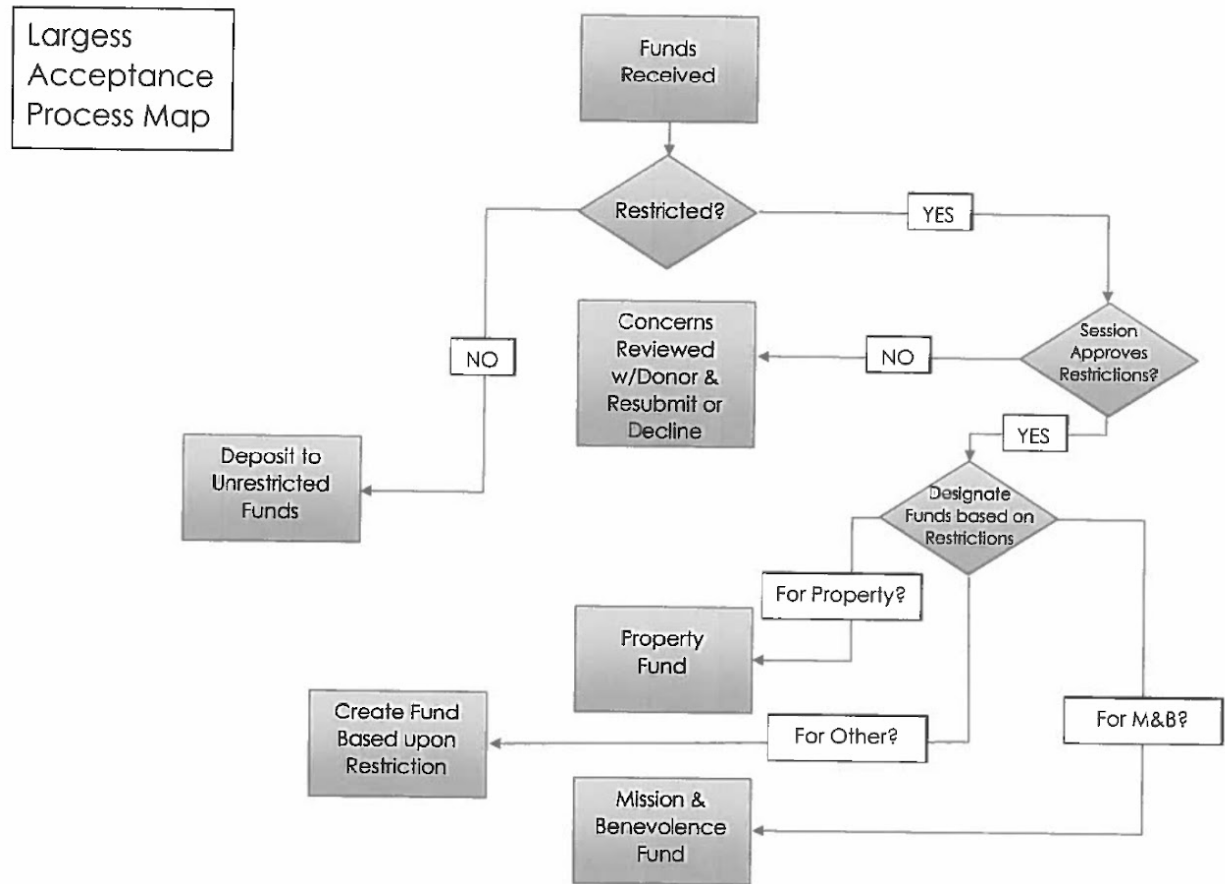 Largess
Acceptance
Process Map
Funds
Received
Restricted?
YES
NO
Concerns
Reviewed
w/Donor &
Resubmit or
Decline
NO
Session
Approves
Restrictions?
YES
Deposit to
Unrestricted
Funds
Designate
Funds based on
Restrictions
For Property?
Property
Fund
For M&B?
For Other?
Create Fund
Based upon
Restriction
Mission &
Benevolence
Fund